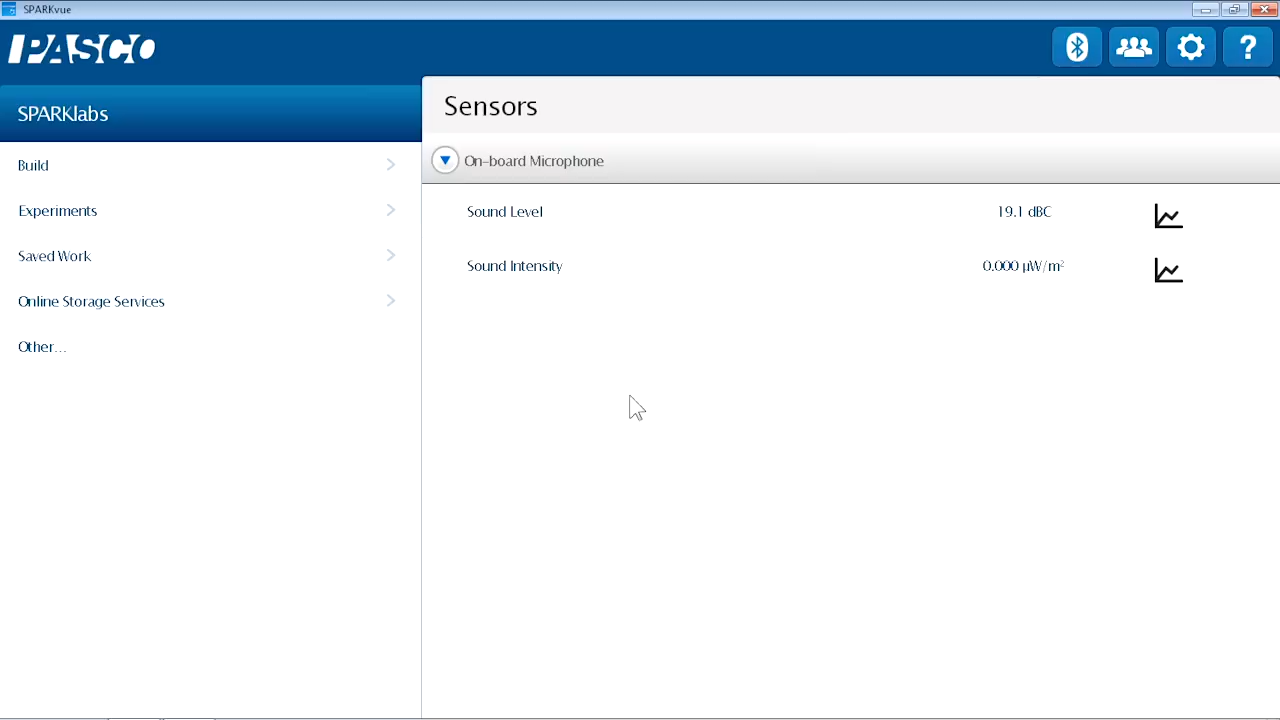 SPARKvue
PASCO
?
SPARKlabs
Sensors
Build
On-board Microphone
Experiments
Sound Level 19.1 dBC
Saved Work
Sound Intensity 0.000 µW/m²
Online Storage Services
Other...